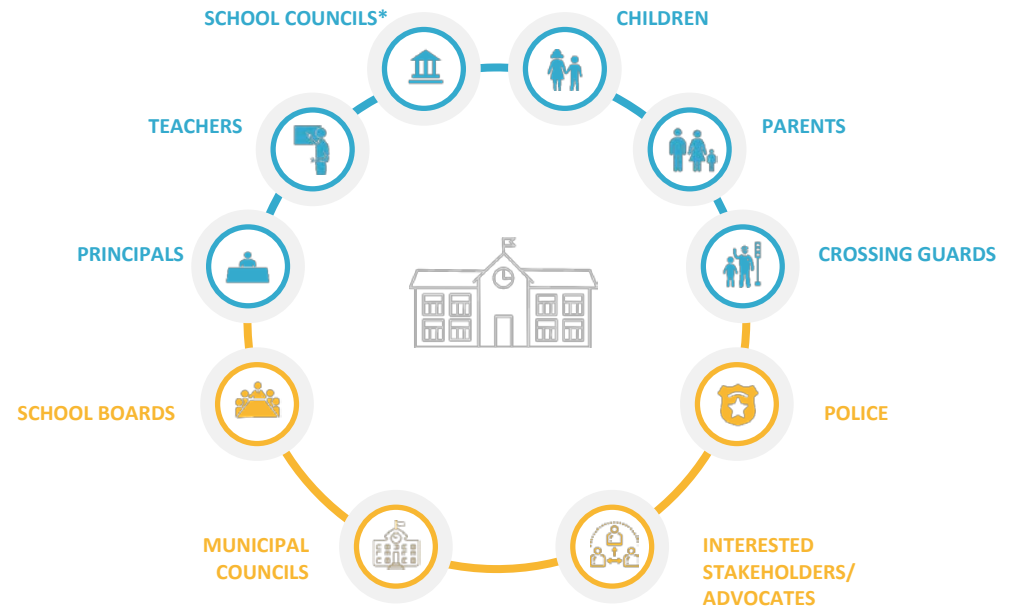 SCHOOL COUNCILS*
CHILDREN
TEACHERS
PARENTS
PRINCIPALS
CROSSING GUARDS
SCHOOL BOARDS
POLICE
MUNICIPAL
COUNCILS
INTERESTED
STAKEHOLDERS/
ADVOCATES